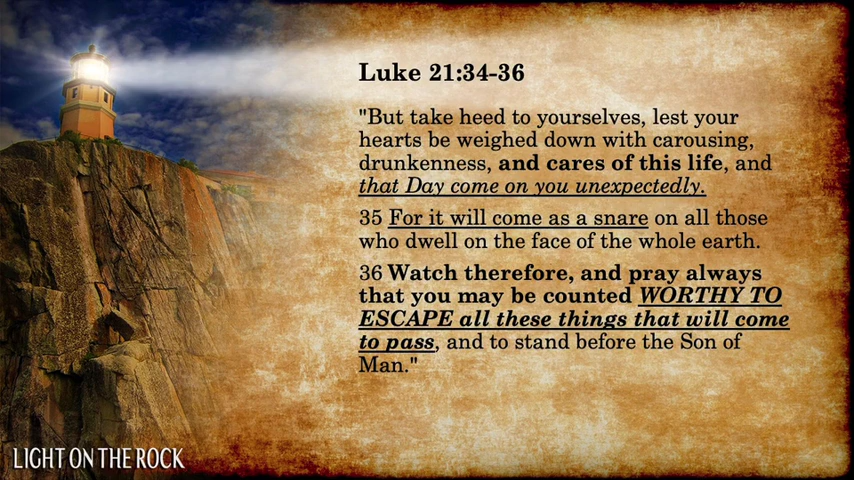 Luke 21:34-36
"But take heed to yourselves, lest your
hearts be weighed down with carousing,
drunkenness, and cares of this life, and
that Day come on you unexpectedly.
35 For it will come as a snare on all those
who dwell on the face of the whole earth.
36 Watch therefore, and pray always
that you may be counted WORTHY TO
ESCAPE all these things that will come
to pass, and to stand before the Son of
Man."
LIGHT ON THE ROCK